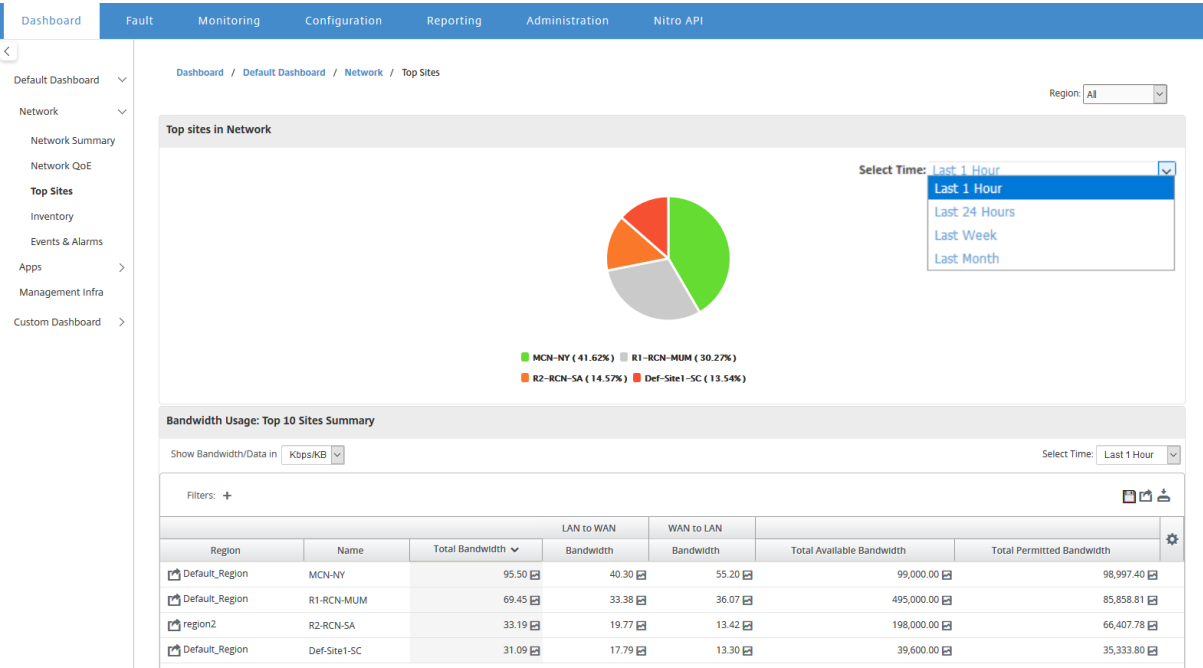 Dashboard Fault Monitoring Configuration Reporting Administration Nitro API
Dashboard / Default Dashboard / Network / Top Sites
Default Dashboard
Network
Network Summary
Network QoE
Top Sites
Inventory
Events & Alarms
Apps
Management Infra
Custom Dashboard
Region: All
Top sites in Network
Select Time: Last 1 Hour
Last 1 Hour
Last 24 Hours
Last Week
Last Month
MCN-NY ( 41.62% ) R1-RCN-MUM ( 30.27% )
R2-RCN-SA ( 14.57% ) Def-Site1-SC ( 13.54% )
Bandwidth Usage: Top 10 Sites Summary
Show Bandwidth/Data in Kbps/KB Select Time: Last 1 Hour
Filters: +
LAN to WAN WAN to LAN
Region Name Total Bandwidth Bandwidth Bandwidth Total Available Bandwidth Total Permitted Bandwidth
Default_Region MCN-NY 95.50 40.30 55.20 99,000.00 98,997.40
Default_Region R1-RCN-MUM 69.45 33.38 36.07 495,000.00 85,858.81
region2 R2-RCN-SA 33.19 19.77 13.42 198,000.00 66,407.78
Default_Region Def-Site1-SC 31.09 17.79 13.30 39,600.00 35,333.80